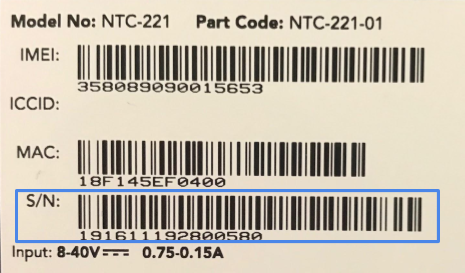 Model No: NTC-221 Part Code: NTC-221-01
IMEI:
358089090015653
ICCID:
MAC:
18F145EF0400
S/N:
191611192800580
Input: 8-40V⎓ 0.75-0.15A